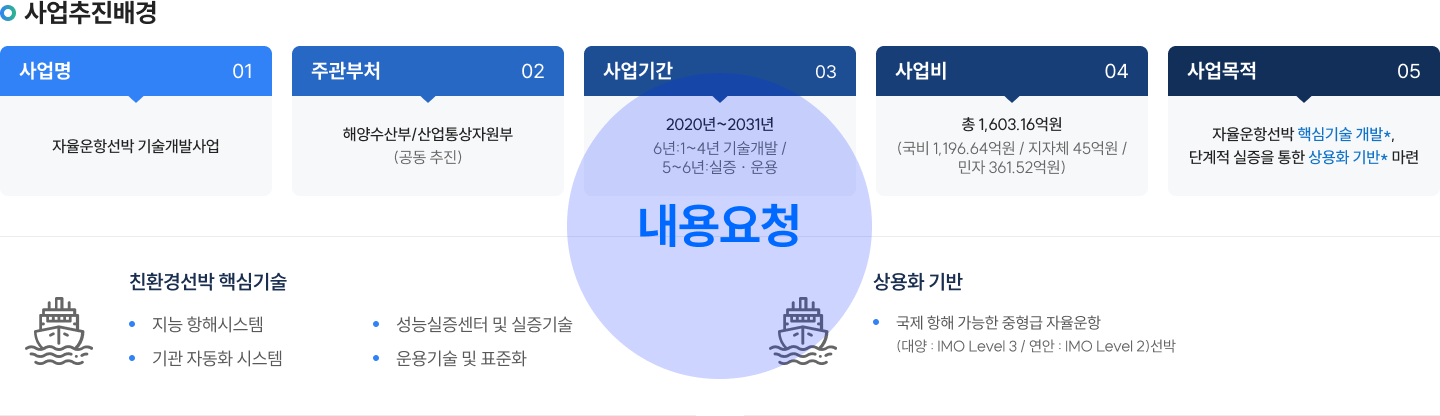 사업추진배경
사업명 01
자율운항선박 기술개발사업
주관부처 02
해양수산부/산업통상자원부
(공동 추진)
사업기간 03
2020년~2031년
6년:1~4년 기술개발 /
5~6년:실증 · 운용
사업비 04
총 1,603.16억원
(국비 1,196.64억원 / 지자체 45억원 /
민자 361.52억원)
사업목적 05
자율운항선박 핵심기술 개발*,
단계적 실증을 통한 상용화 기반* 마련
내용요청
친환경선박 핵심기술
지능 항해시스템
기관 자동화 시스템
성능실증센터 및 실증기술
운용기술 및 표준화
상용화 기반
국제 항해 가능한 중형급 자율운항
(대양 : IMO Level 3 / 연안 : IMO Level 2)선박